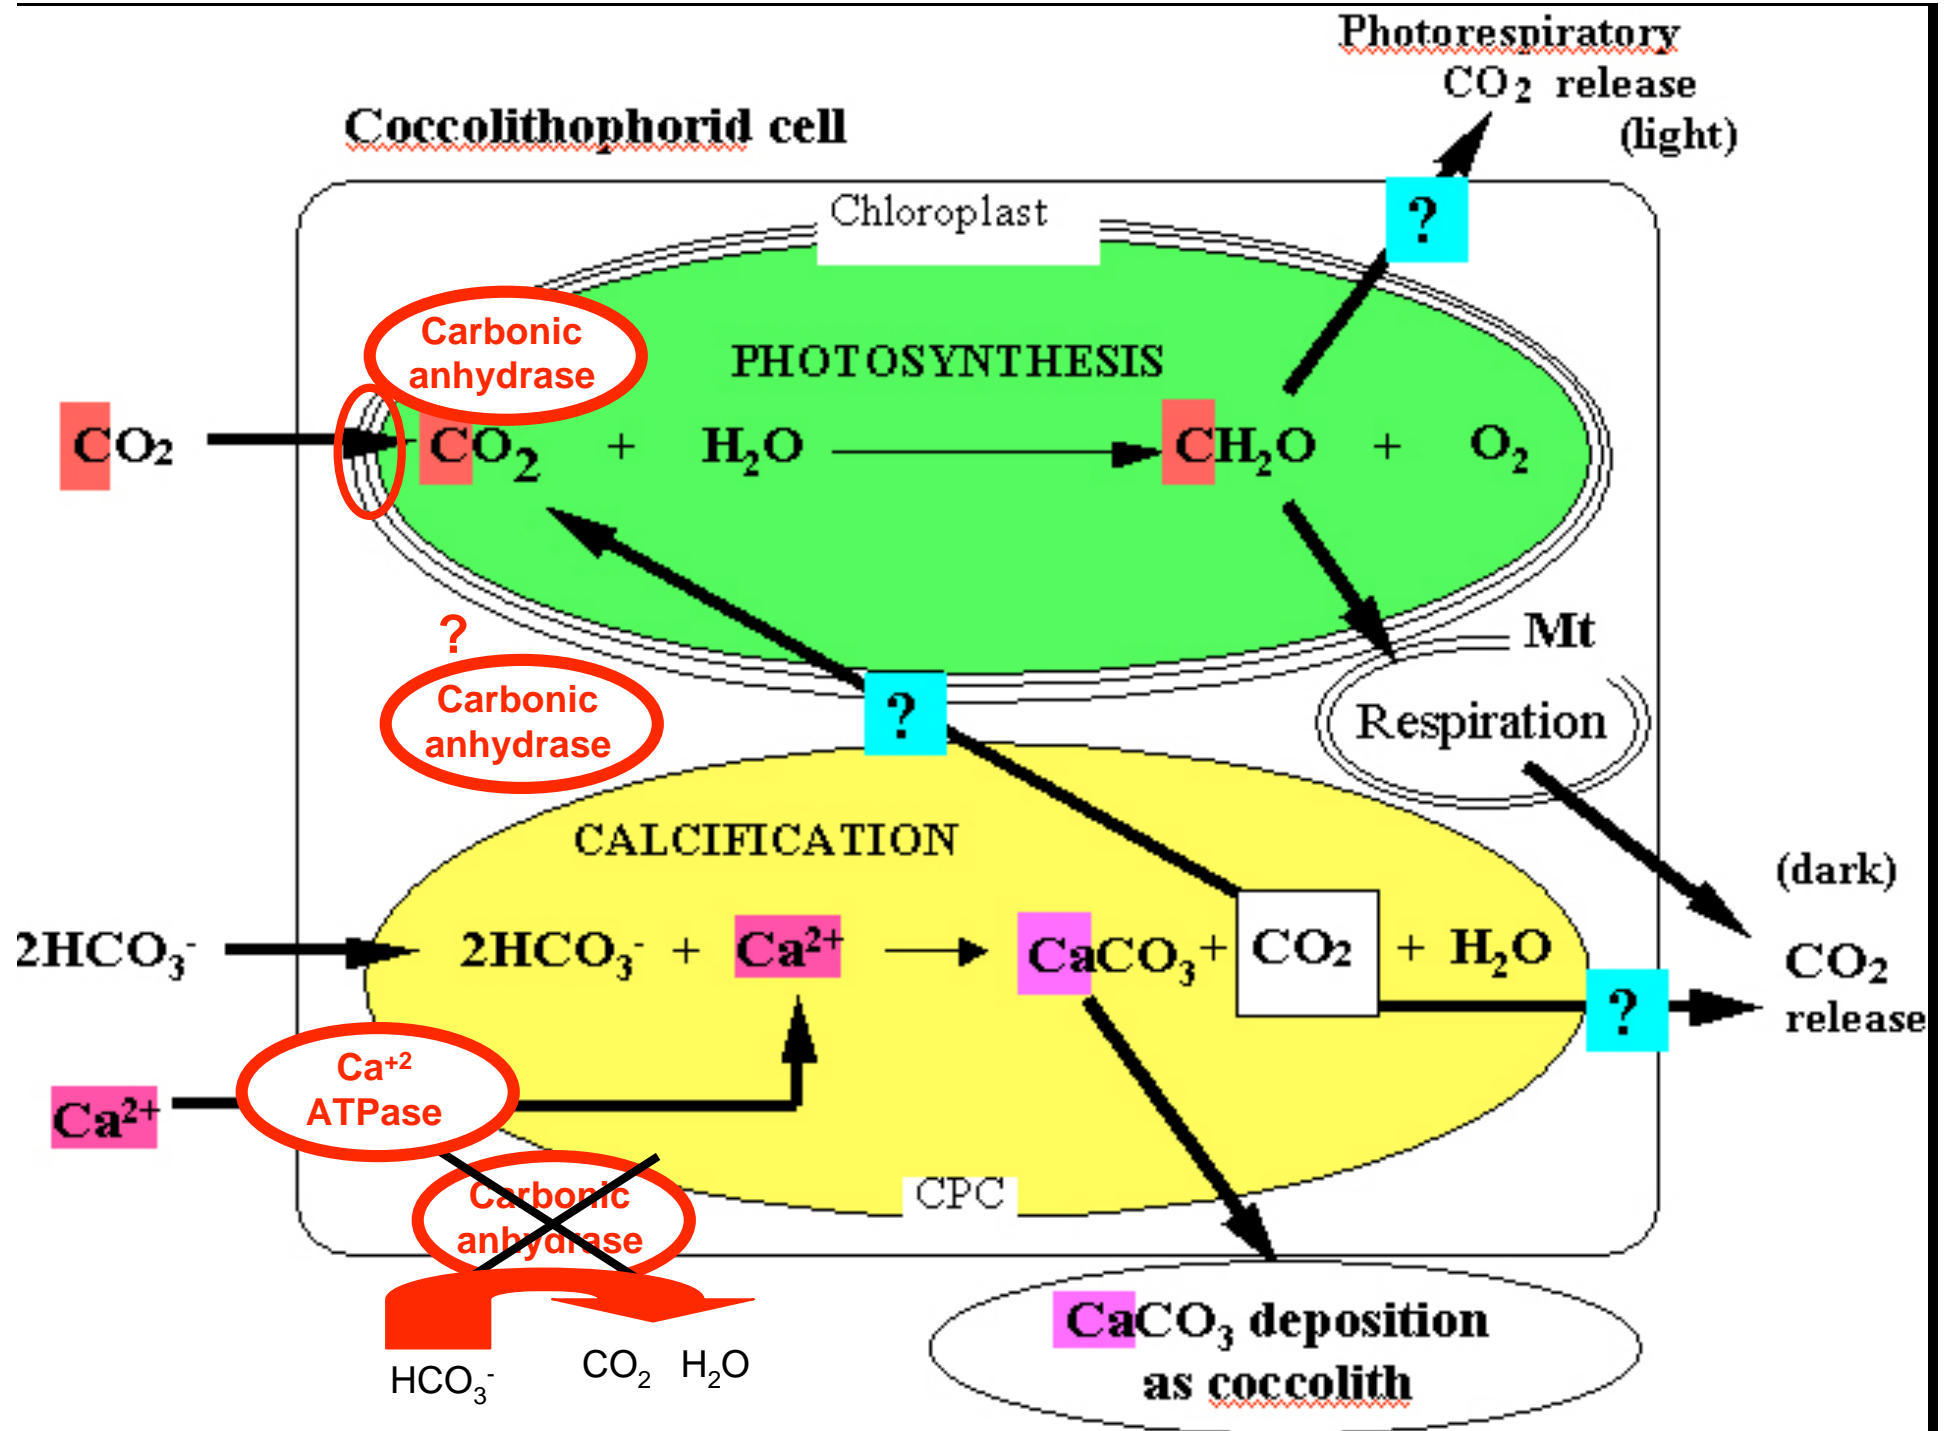 Photorespiratory
CO₂ release
(light)
Coccolithophorid cell
Chloroplast
?
Carbonic
anhydrase
PHOTOSYNTHESIS
CO₂
CO₂ + H₂O CH₂O + O₂
?
Carbonic
anhydrase
?
Mt
Respiration
CALCIFICATION
(dark)
2HCO₃⁻
2HCO₃⁻ + Ca²⁺ CaCO₃ + CO₂ + H₂O
CO₂
release
?
Ca²⁺
Ca⁺²
ATPase
CPC
Carbonic
anhydrase
HCO₃⁻
CO₂ H₂O
CaCO₃ deposition
as coccolith